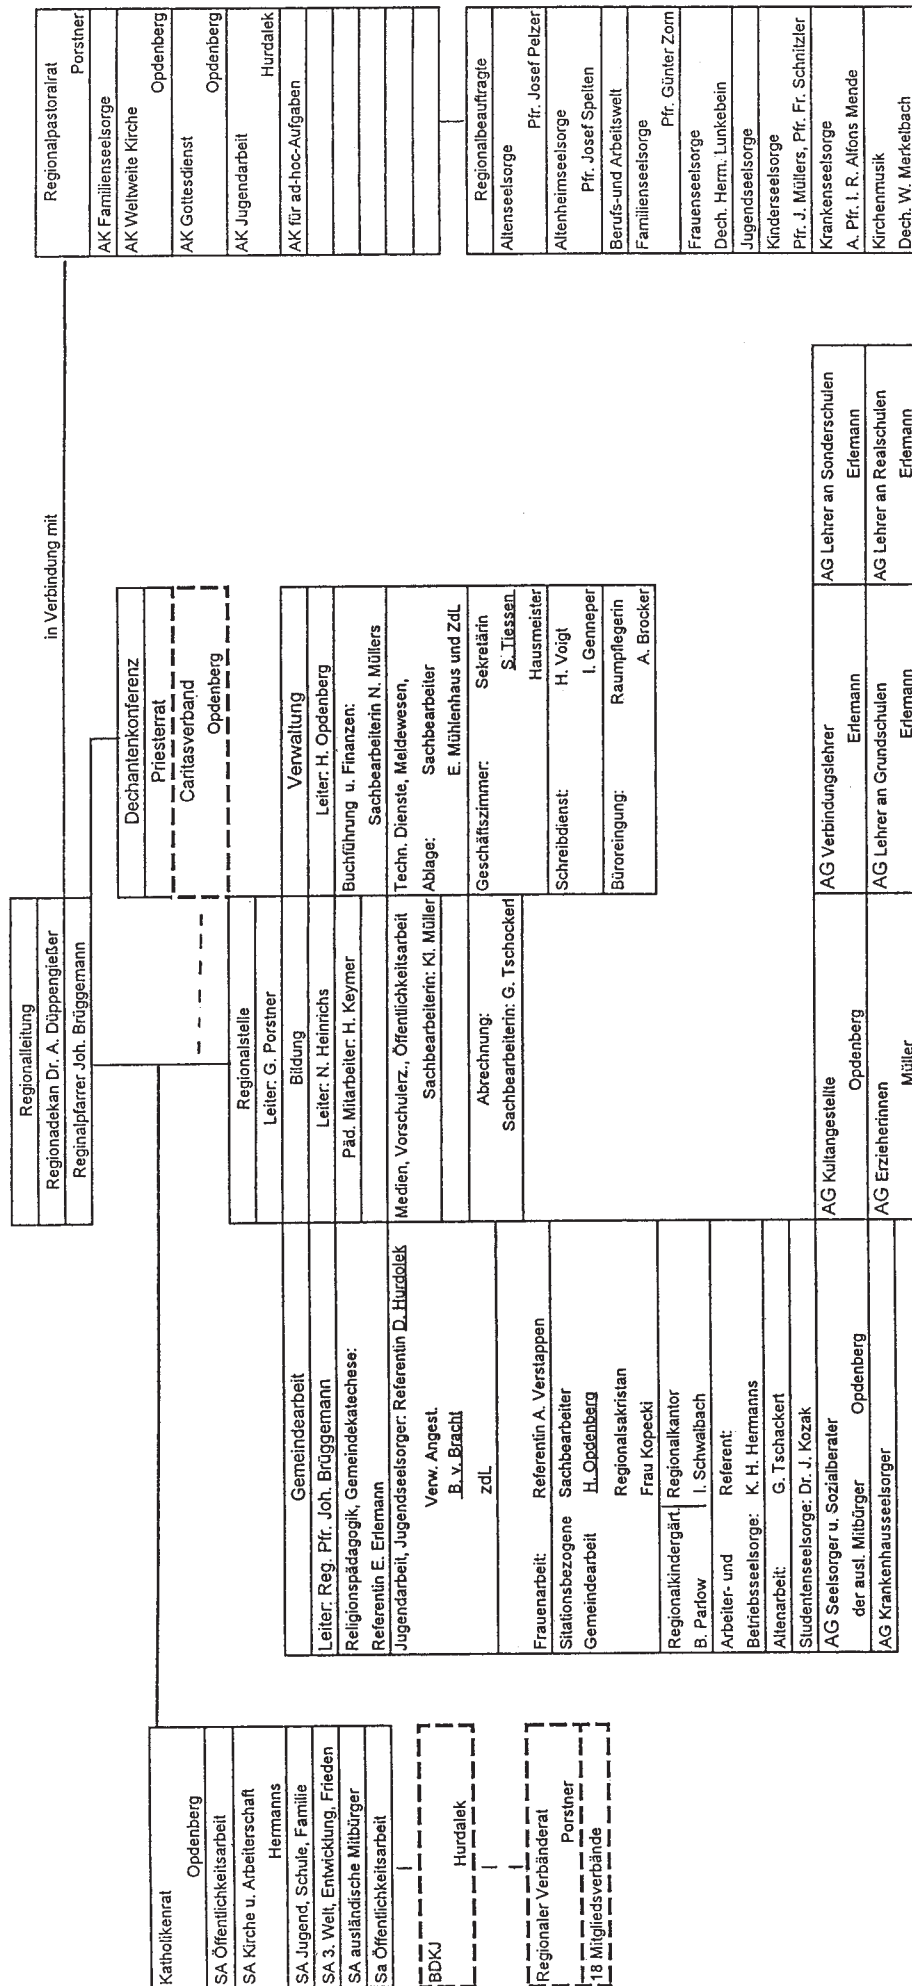 Regionalleitung
Regionadekan Dr. A. Düppengießer
Reginalpfarrer Joh. Brüggemann
in Verbindung mit
Regionalpastoralrat
Porstner
AK Familienseelsorge
AK Weltweite Kirche
Opdenberg
AK Gottesdienst
Opdenberg
AK Jugendarbeit
Hurdalek
AK für ad-hoc-Aufgaben
Regionalbeauftragte
Altenseelsorge
Pfr. Josef Pelzer
Altenheimseelsorge
Pfr. Josef Spelten
Berufs-und Arbeitswelt
Familienseelsorge
Pfr. Günter Zorn
Frauenseelsorge
Dech. Herm. Lunkebein
Jugendseelsorge
Kinderseelsorge
Pfr. J. Müllers, Pfr. Fr. Schnitzler
Krankenseelsorge
A. Pfr. I. R. Alfons Mende
Kirchenmusik
Dech. W. Merkelbach
Dechantenkonferenz
Priesterrat
Caritasverband
Opdenberg
Katholikenrat
Opdenberg
SA Öffentlichkeitsarbeit
SA Kirche u. Arbeiterschaft
Hermanns
SA Jugend, Schule, Familie
SA 3. Welt, Entwicklung, Frieden
SA ausländische Mitbürger
Sa Öffentlichkeitsarbeit
BDKJ
Hurdalek
Regionaler Verbänderat
Porstner
18 Mitgliedsverbände
Regionalstelle
Leiter: G. Porstner
Gemeindearbeit
Leiter: Reg. Pfr. Joh. Brüggemann
Religionspädagogik, Gemeindekatechese:
Referentin E. Erlemann
Jugendarbeit, Jugendseelsorger: Referentin D. Hurdolek
Verw. Angest.
B. v. Bracht
zdL
Frauenarbeit: Referentin A. Verstappen
Sitationsbezogene Sachbearbeiter
Gemeindearbeit H. Opdenberg
Regionalsakristan
Frau Kopecki
Regionalkindergärt. Regionalkantor
B. Parlow I. Schwalbach
Arbeiter- und Referent:
Betriebsseelsorge: K. H. Hermanns
Altenarbeit: G. Tschackert
Studentenseelsorge: Dr. J. Kozak
Bildung
Leiter: N. Heinrichs
Päd. Mitarbeiter: H. Keymer
Medien, Vorschulerz., Öffentlichkeitsarbeit
Sachbearbeiterin: Kl. Müller
Abrechnung:
Sachbearbeiterin: G. Tschockerl
Verwaltung
Leiter: H. Opdenberg
Buchführung u. Finanzen:
Sachbearbeiterin N. Müllers
Techn. Dienste, Meldewesen,
Ablage: Sachbearbeiter
E. Mühlenhaus und ZdL
Geschäftszimmer: Sekretärin
S. Tiessen
Hausmeister
Schreibdienst: H. Voigt
I. Genneper
Büroreingung: Raumpflegerin
A. Brocker
AG Seelsorger u. Sozialberater
der ausl. Mitbürger Opdenberg
AG Krankenhausseelsorger
AG Kultangestellte
Opdenberg
AG Erzieherinnen
Müller
AG Verbindungslehrer
Erlemann
AG Lehrer an Grundschulen
Erlemann
AG Lehrer an Sonderschulen
Erlemann
AG Lehrer an Realschulen
Erlemann